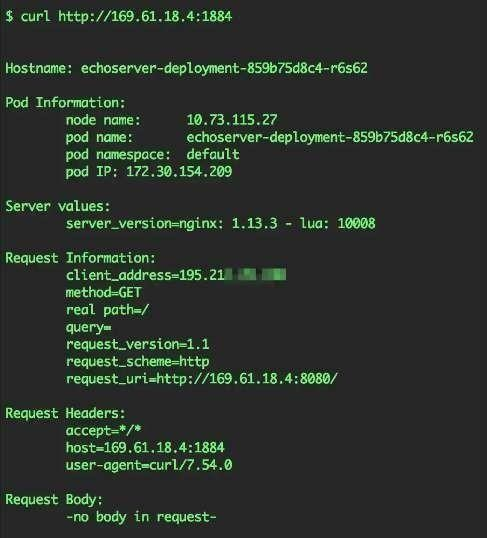 $ curl http://169.61.18.4:1884
Hostname: echoserver-deployment-859b75d8c4-r6s62
Pod Information:
node name: 10.73.115.27
pod name: echoserver-deployment-859b75d8c4-r6s62
pod namespace: default
pod IP: 172.30.154.209
Server values:
server_version=nginx: 1.13.3 - lua: 10008
Request Information:
client_address=195.21
method=GET
real path=/
query=
request_version=1.1
request_scheme=http
request_uri=http://169.61.18.4:8080/
Request Headers:
accept=*/*
host=169.61.18.4:1884
user-agent=curl/7.54.0
Request Body:
-no body in request-